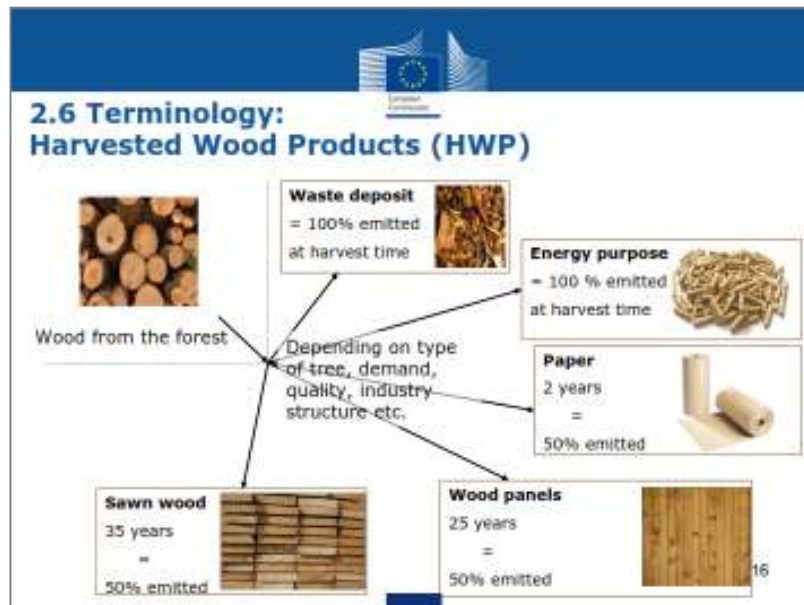 European
Commission
2.6 Terminology:
Harvested Wood Products (HWP)
Waste deposit
= 100% emitted
at harvest time
Energy purpose
= 100 % emitted
at harvest time
Wood from the forest
Depending on type
of tree, demand,
quality, industry
structure etc.
Paper
2 years
=
50% emitted
Sawn wood
35 years
=
50% emitted
Wood panels
25 years
=
50% emitted
16